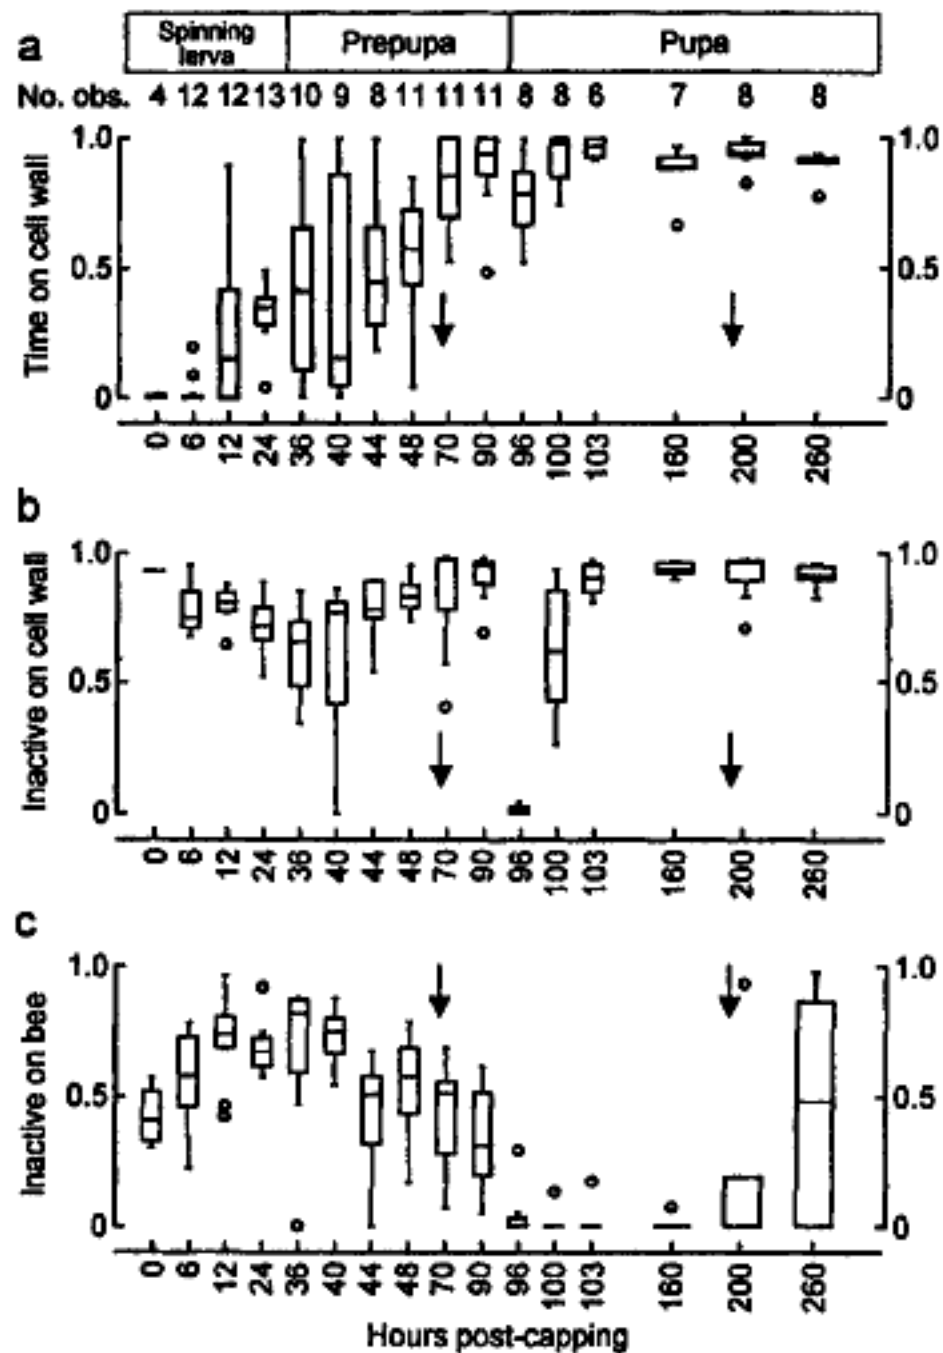 a
Spinning
lerva
Prepupa
Pupa
No. obs. 4 12 12 13 10 9 8 11 11 11 8 8 6 7 8 8
Time on cell wall
1.0 1.0
0.5 0.5
0 0
0 6 12 24 36 40 44 48 70 90 96 100 103 160 200 260
b
Inactive on cell wall
1.0 1.0
0.5 0.5
0 0
0 6 12 24 36 40 44 48 70 90 96 100 103 160 200 260
c
Inactive on bee
1.0 1.0
0.5 0.5
0 0
0 6 12 24 36 40 44 48 70 90 96 100 103 160 200 260
Hours post-capping